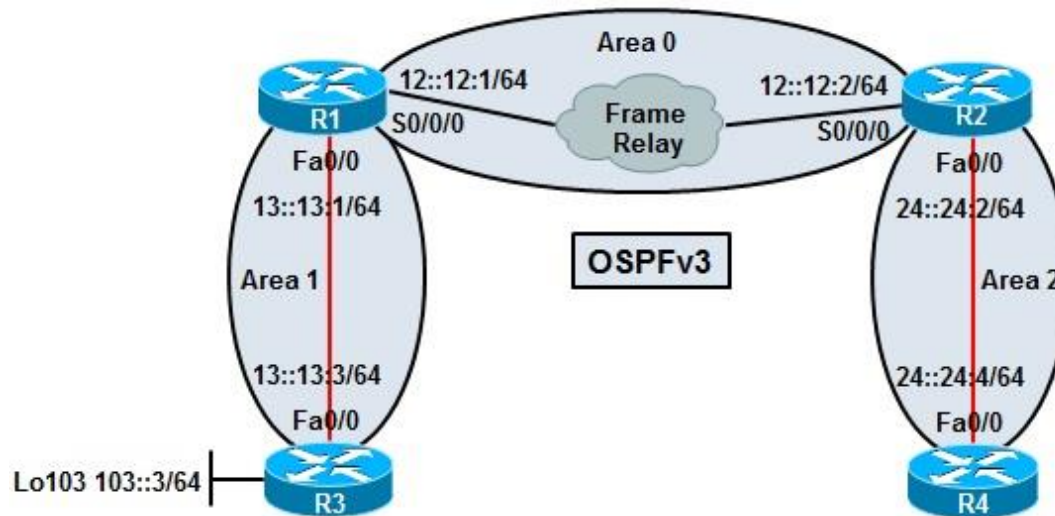 Area 0
12::12:1/64
12::12:2/64
Frame
Relay
R1
R2
S0/0/0
S0/0/0
Fa0/0
Fa0/0
13::13:1/64
24::24:2/64
OSPFv3
Area 1
Area 2
13::13:3/64
24::24:4/64
Fa0/0
Fa0/0
Lo103 103::3/64
R3
R4